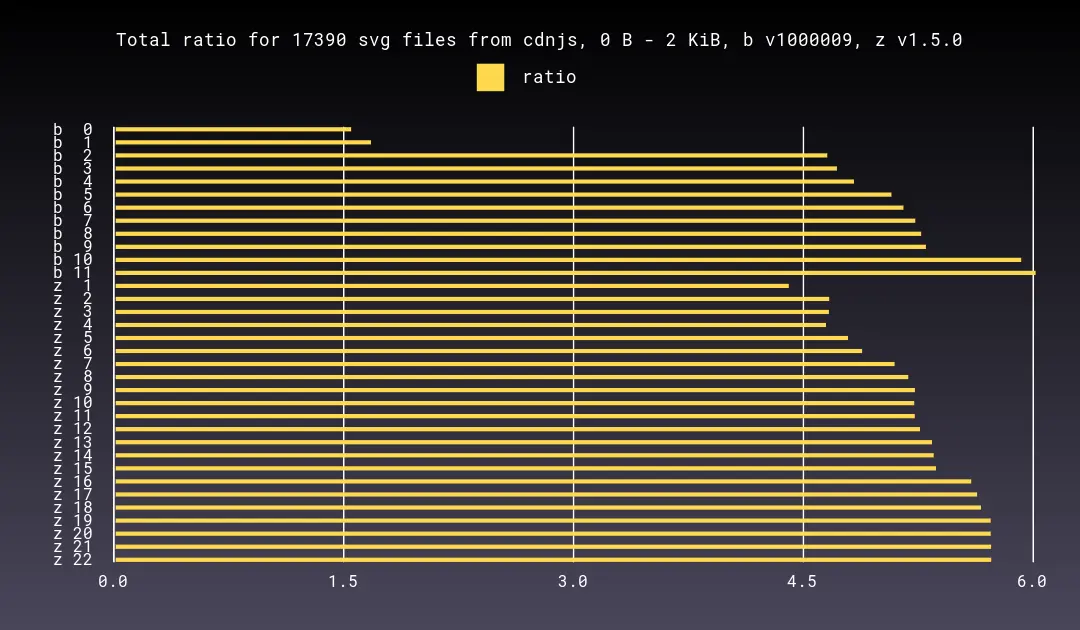 Total ratio for 17390 svg files from cdnjs, 0 B - 2 KiB, b v1000009, z v1.5.0
ratio
b  0
b  1
b  2
b  3
b  4
b  5
b  6
b  7
b  8
b  9
b 10
b 11
z  1
z  2
z  3
z  4
z  5
z  6
z  7
z  8
z  9
z 10
z 11
z 12
z 13
z 14
z 15
z 16
z 17
z 18
z 19
z 20
z 21
z 22
0.0 1.5 3.0 4.5 6.0